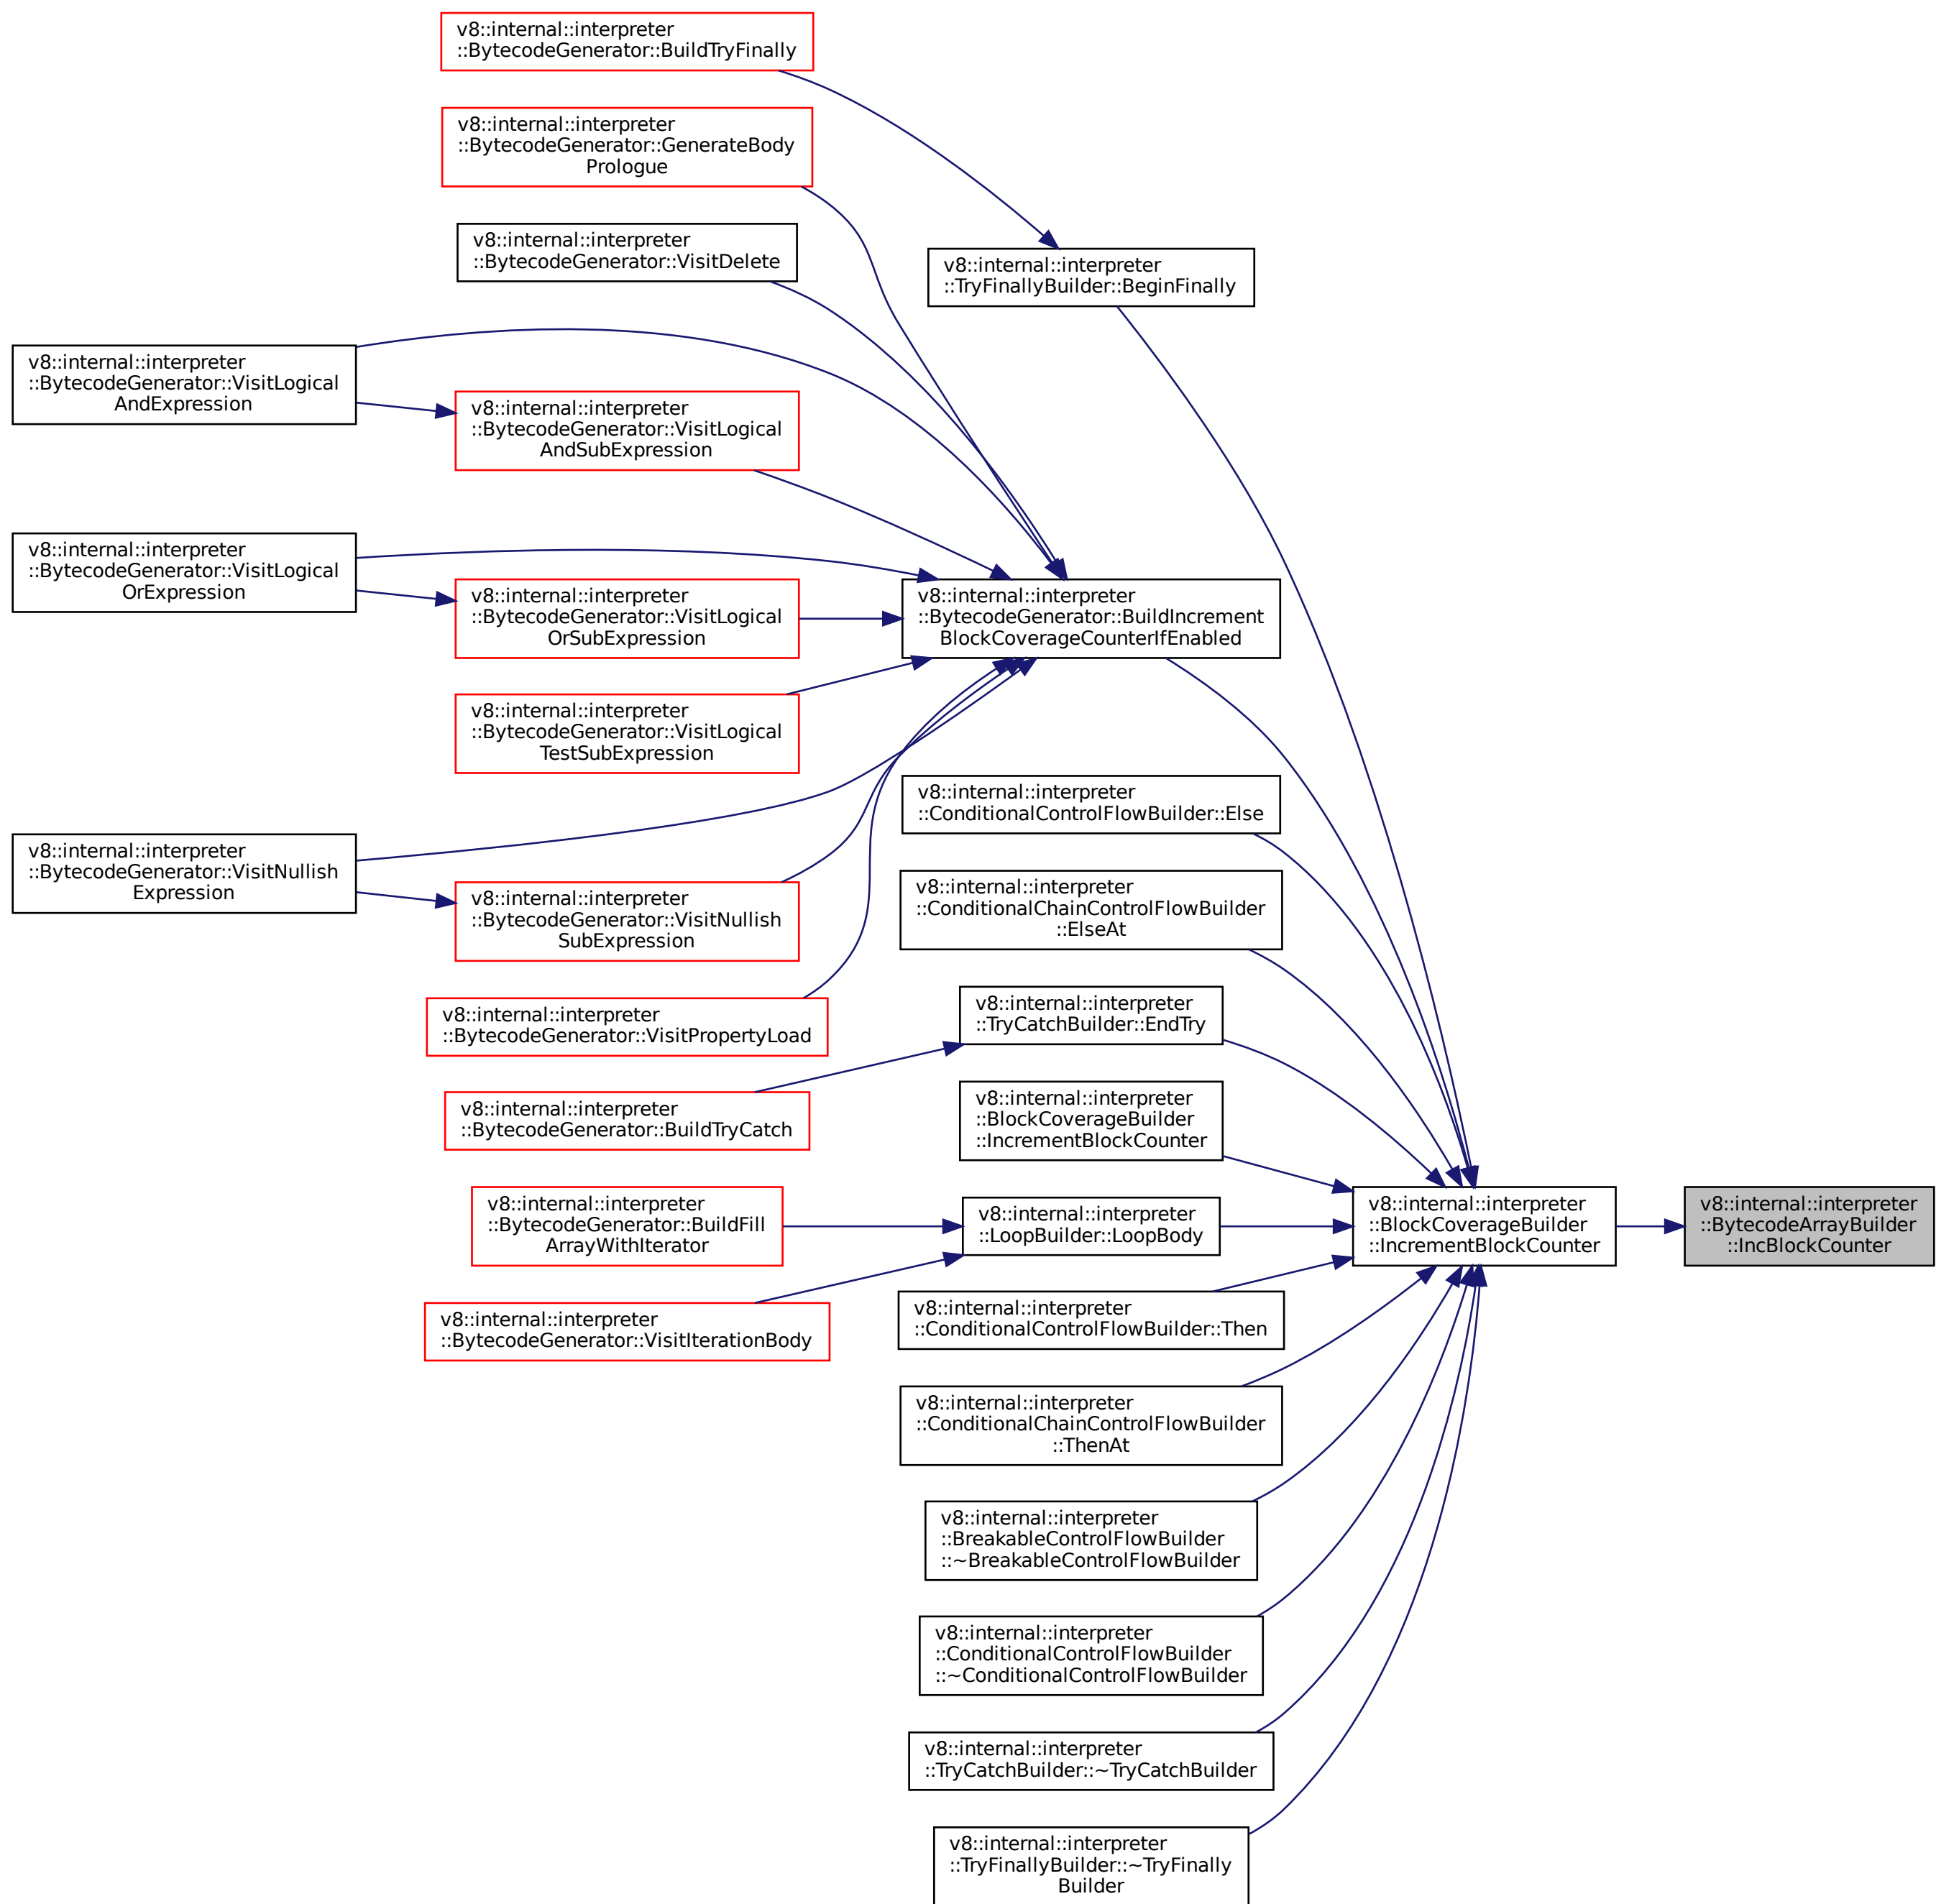 v8::internal::interpreter
::BytecodeGenerator::BuildTryFinally
v8::internal::interpreter
::BytecodeGenerator::GenerateBody
Prologue
v8::internal::interpreter
::BytecodeGenerator::VisitDelete
v8::internal::interpreter
::TryFinallyBuilder::BeginFinally
v8::internal::interpreter
::BytecodeGenerator::VisitLogical
AndExpression
v8::internal::interpreter
::BytecodeGenerator::VisitLogical
AndSubExpression
v8::internal::interpreter
::BytecodeGenerator::VisitLogical
OrExpression
v8::internal::interpreter
::BytecodeGenerator::VisitLogical
OrSubExpression
v8::internal::interpreter
::BytecodeGenerator::BuildIncrement
BlockCoverageCounterIfEnabled
v8::internal::interpreter
::BytecodeGenerator::VisitLogical
TestSubExpression
v8::internal::interpreter
::ConditionalControlFlowBuilder::Else
v8::internal::interpreter
::BytecodeGenerator::VisitNullish
Expression
v8::internal::interpreter
::BytecodeGenerator::VisitNullish
SubExpression
v8::internal::interpreter
::ConditionalChainControlFlowBuilder
::ElseAt
v8::internal::interpreter
::BytecodeGenerator::VisitPropertyLoad
v8::internal::interpreter
::TryCatchBuilder::EndTry
v8::internal::interpreter
::BytecodeGenerator::BuildTryCatch
v8::internal::interpreter
::BlockCoverageBuilder
::IncrementBlockCounter
v8::internal::interpreter
::BytecodeGenerator::BuildFill
ArrayWithIterator
v8::internal::interpreter
::LoopBuilder::LoopBody
v8::internal::interpreter
::BlockCoverageBuilder
::IncrementBlockCounter
v8::internal::interpreter
::BytecodeArrayBuilder
::IncBlockCounter
v8::internal::interpreter
::BytecodeGenerator::VisitIterationBody
v8::internal::interpreter
::ConditionalControlFlowBuilder::Then
v8::internal::interpreter
::ConditionalChainControlFlowBuilder
::ThenAt
v8::internal::interpreter
::BreakableControlFlowBuilder
::~BreakableControlFlowBuilder
v8::internal::interpreter
::ConditionalControlFlowBuilder
::~ConditionalControlFlowBuilder
v8::internal::interpreter
::TryCatchBuilder::~TryCatchBuilder
v8::internal::interpreter
::TryFinallyBuilder::~TryFinally
Builder